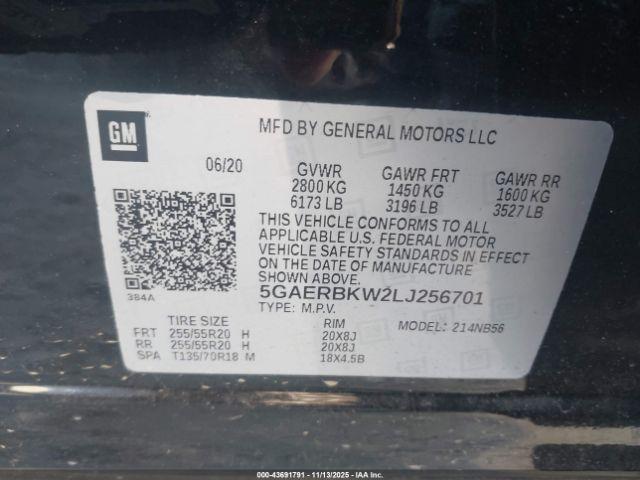 GM
MFD BY GENERAL MOTORS LLC
06/20 GVWR GAWR FRT GAWR RR
2800 KG 1450 KG 1600 KG
6173 LB 3196 LB 3527 LB
THIS VEHICLE CONFORMS TO ALL
APPLICABLE U.S. FEDERAL MOTOR
VEHICLE SAFETY STANDARDS IN EFFECT
ON THE DATE OF MANUFACTURE
384A
5GAERBKW2LJ256701
TYPE: M.P.V.
TIRE SIZE RIM MODEL: 214NB56
FRT 255/55R20 H 20X8J
RR 255/55R20 H 20X8J
SPA T135/70R18 M 18X4.5B
00-43691791 - 11/13/2025 - IAA Inc.